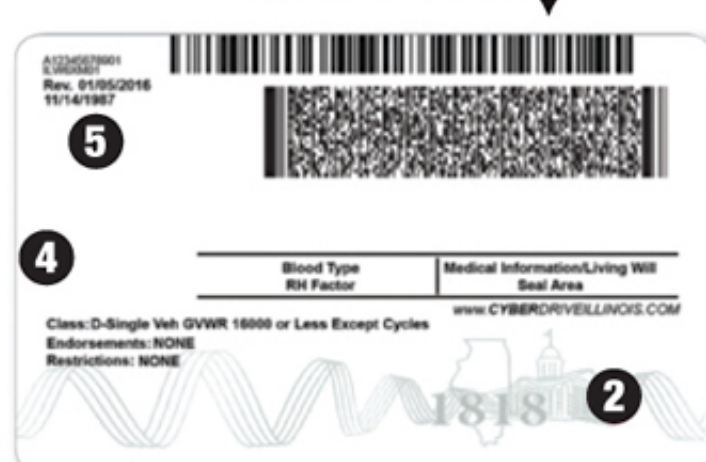 Rev. 01/05/2016
11/14/1987
5
4
Blood Type
RH Factor
Medical Information/Living Will
Seal Area
www.CYBERDRIVEILLINOIS.COM
Class:D-Single Veh GVWR 16000 or Less Except Cycles
Endorsements: NONE
Restrictions: NONE
1818
2